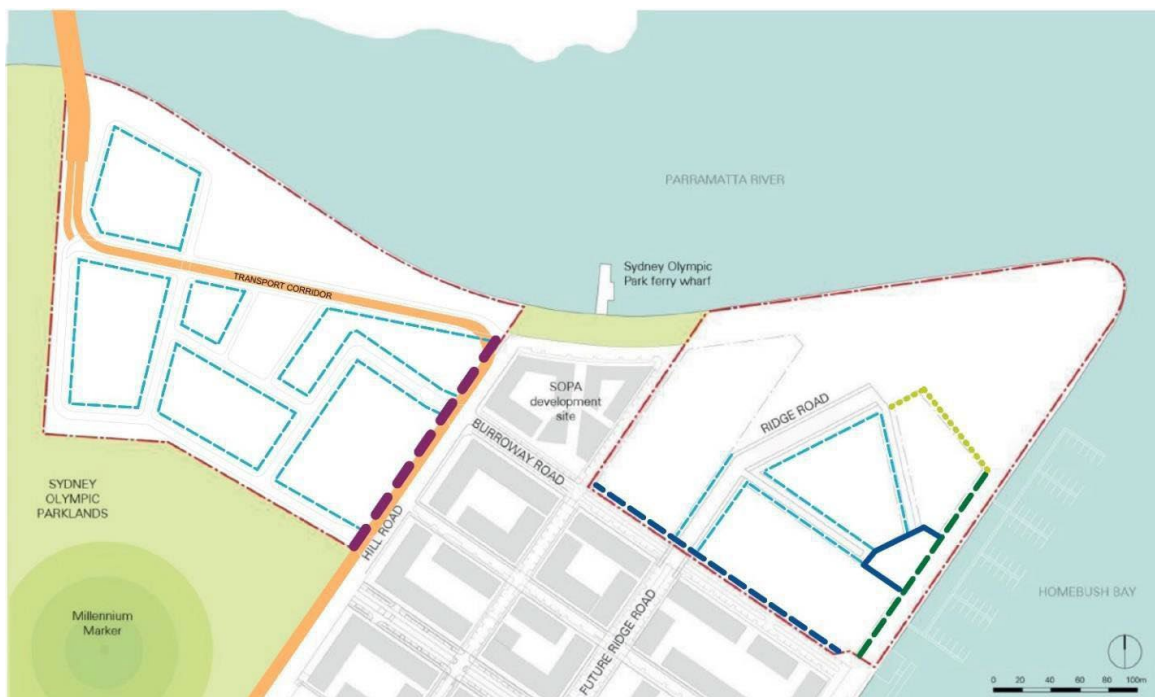 PARRAMATTA RIVER
Sydney Olympic
Park ferry wharf
TRANSPORT CORRIDOR
SOPA
development
site
RIDGE ROAD
BURROWAY ROAD
SYDNEY
OLYMPIC
PARKLANDS
HILL ROAD
HOMEBUSH BAY
Millennium
Marker
FUTURE RIDGE ROAD
0 20 40 60 80 100m